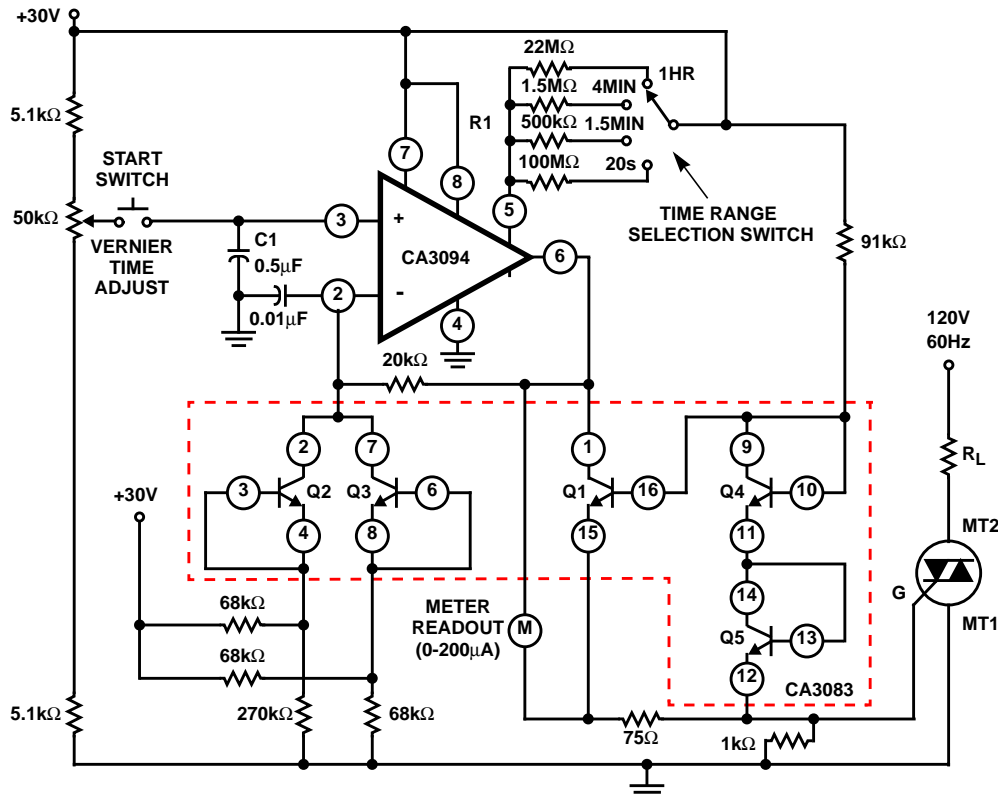 +30V
5.1kΩ
START
SWITCH
50kΩ
VERNIER
TIME
ADJUST
C1
0.5μF
0.01μF
3
2
+
-
7
8
CA3094
4
5
6
R1
22MΩ
1.5MΩ
500kΩ
100MΩ
1HR
4MIN
1.5MIN
20s
TIME RANGE
SELECTION SWITCH
91kΩ
120V
60Hz
RL
MT2
G
MT1
20kΩ
2
7
3
Q2
Q3
6
4
8
1
Q1
16
15
9
Q4
10
11
14
Q5
13
12
CA3083
+30V
68kΩ
68kΩ
METER
READOUT
(0-200μA)
M
5.1kΩ
270kΩ
68kΩ
75Ω
1kΩ